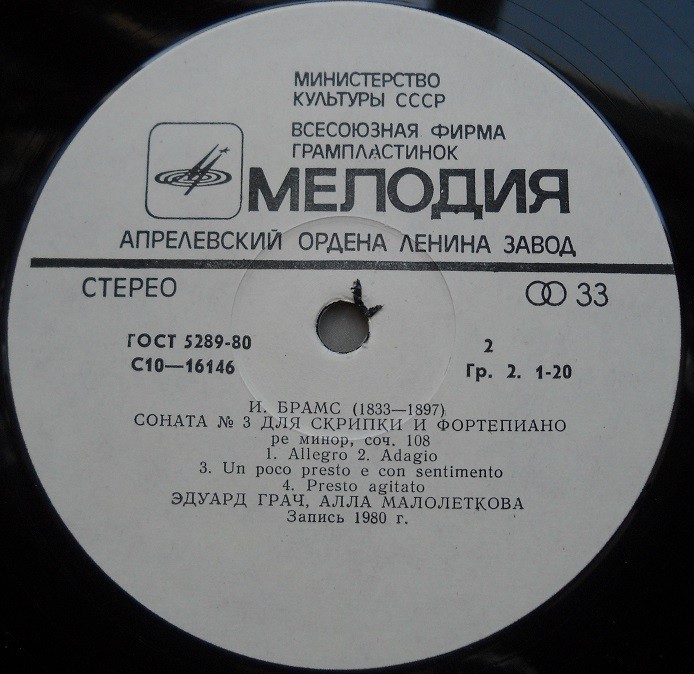 МИНИСТЕРСТВО
КУЛЬТУРЫ СССР
ВСЕСОЮЗНАЯ ФИРМА
ГРАМПЛАСТИНОК
МЕЛОДИЯ
АПРЕЛЕВСКИЙ ОРДЕНА ЛЕНИНА ЗАВОД
СТЕРЕО
33
ГОСТ 5289-80
С10—16146
2
Гр. 2. 1-20
И. БРАМС (1833—1897)
СОНАТА № 3 ДЛЯ СКРИПКИ И ФОРТЕПИАНО
ре минор, соч. 108
1. Allegro 2. Adagio
3. Un poco presto e con sentimento
4. Presto agitato
ЭДУАРД ГРАЧ, АЛЛА МАЛОЛЕТКОВА
Запись 1980 г.